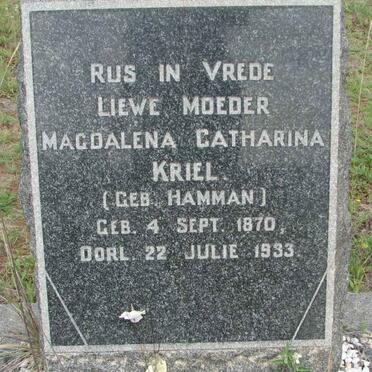 RUS IN VREDE
LIEWE MOEDER
MAGDALENA CATHARINA
KRIEL.
(GEB. HAMMAN)
GEB. 4 SEPT. 1870,
OORL. 22 JULIE 1933.